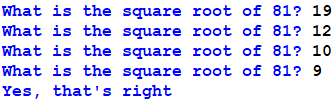 What is the square root of 81? 19
What is the square root of 81? 12
What is the square root of 81? 10
What is the square root of 81? 9
Yes, that's right